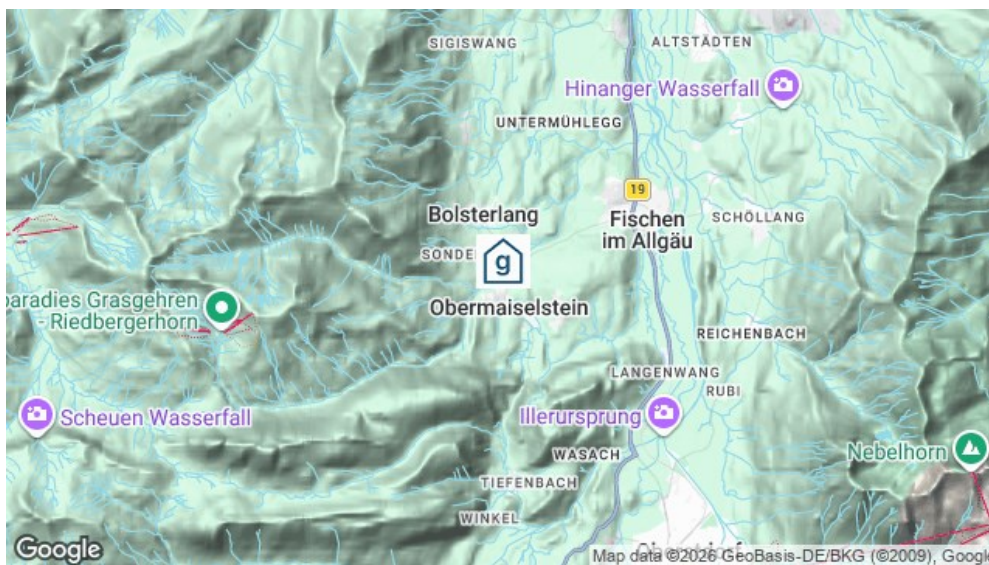 SIGISWANG
ALTSTÄDTEN
Hinanger Wasserfall
UNTERMÜHLEGG
19
Bolsterlang
Fischen
im Allgäu
SCHÖLLANG
SONDE
g
paradies Grasgehren
- Riedbergerhorn
Obermaiselstein
REICHENBACH
LANGENWANG
RUBI
Scheuen Wasserfall
Illerursprung
WASACH
Nebelhorn
TIEFENBACH
WINKEL
Google
Map data ©2026 GeoBasis-DE/BKG (©2009), Google